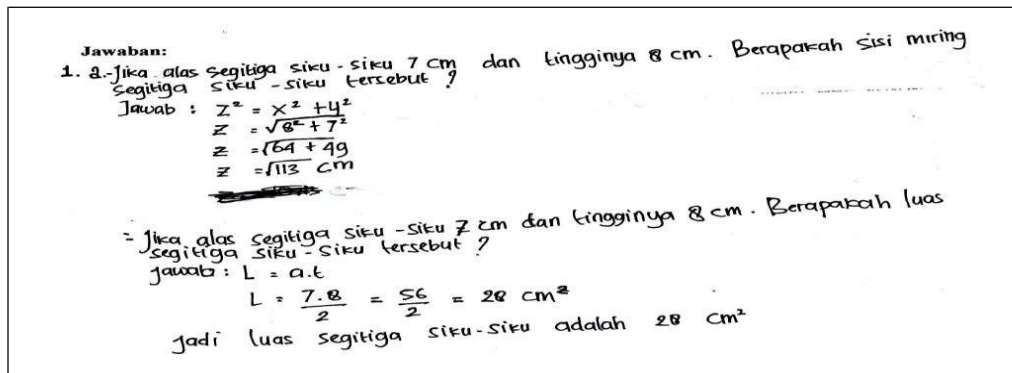 Jawaban:
1. a.-Jika alas segitiga siku-siku 7 cm dan tingginya 8 cm. Berapakah sisi miring
segitiga siku-siku tersebut ?
Jawab : Z² = x² + y²
Z = √8² + 7²
Z = √64 + 49
Z = √113 cm
- Jika alas segitiga siku-siku 7 cm dan tingginya 8 cm. Berapakah luas
segitiga siku-siku tersebut ?
Jawab : L = a.t
L = 7.8/2 = 56/2 = 28 cm²
Jadi luas segitiga siku-siku adalah 28 cm²